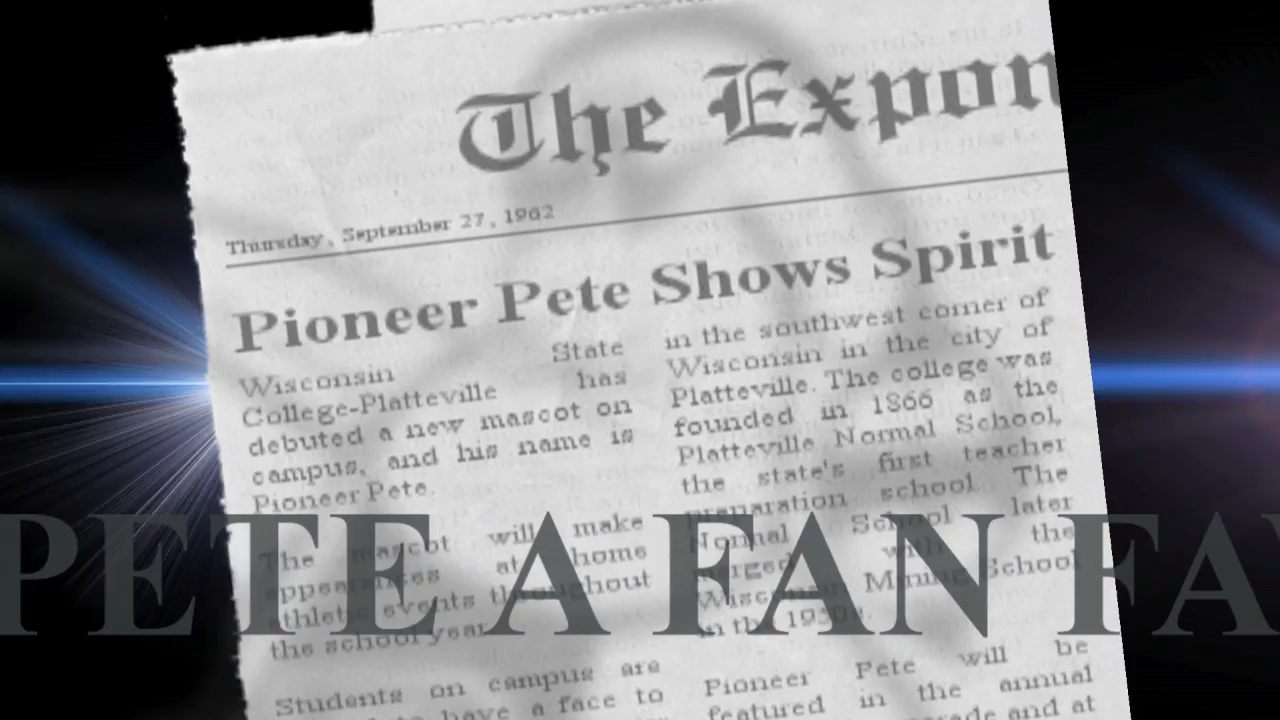 The Expon
Thursday, September 27, 1962
Pioneer Pete Shows Spirit
Wisconsin State
College-Platteville has
debuted a new mascot on
campus, and his name is
Pioneer Pete.
The mascot will make
appearances at home
athletic events throughout
the school year.
Students on campus are
to have a face to
in the southwest corner of
Wisconsin in the city of
Platteville. The college was
founded in 1866 as the
Platteville Normal School,
the state's first teacher
preparation school. The
Normal School later
merged with the
Wisconsin Mining School
in the 1930s.
Pioneer Pete will be
featured in the annual
and at
PETE A FAN FA